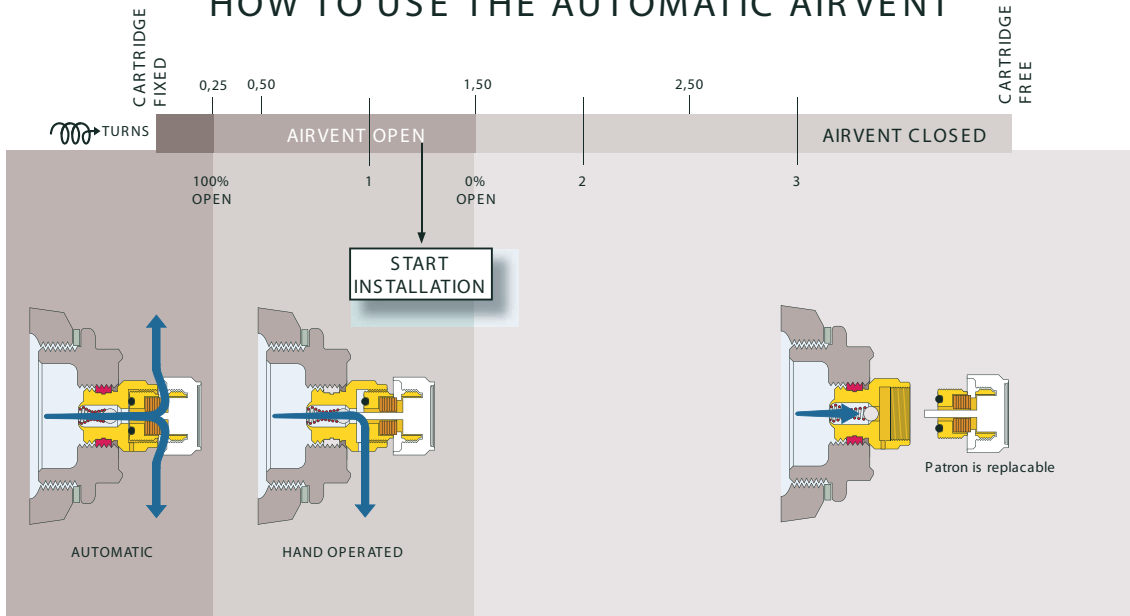 HOW TO USE THE AUTOMATIC AIRVENT
CARTRIDGE
FIXED
CARTRIDGE
FREE
0,25
0,50
1,50
2,50
TURNS
AIRVENT OPEN
AIRVENT CLOSED
100%
OPEN
1
0%
OPEN
2
3
START
INSTALLATION
Patron is replacable
AUTOMATIC
HAND OPERATED